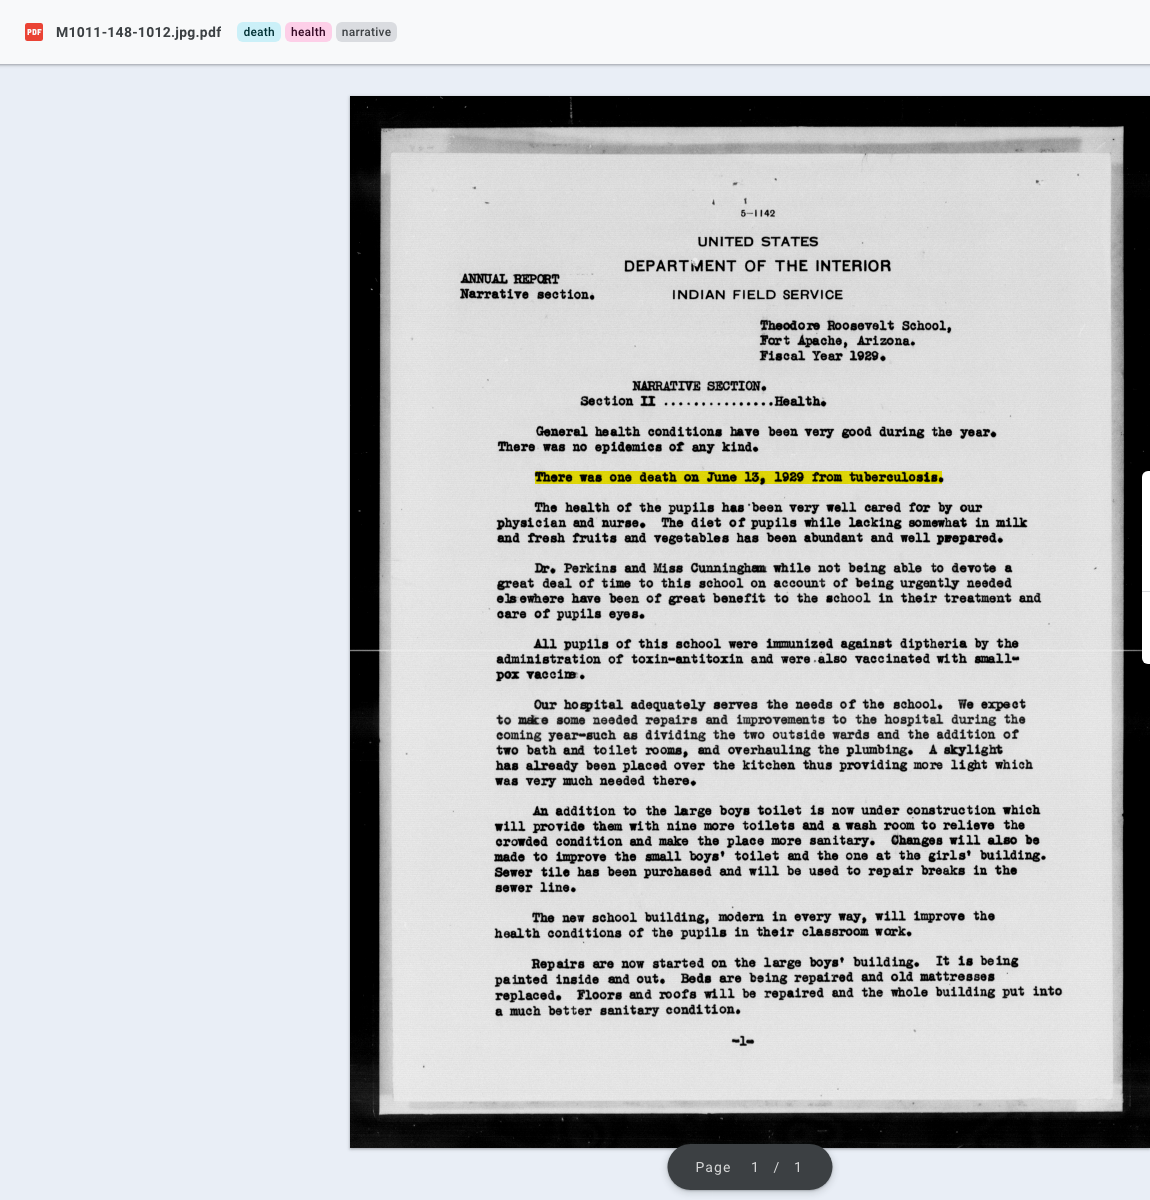 PDF M1011-148-1012.jpg.pdf death health narrative
5-1142
UNITED STATES
DEPARTMENT OF THE INTERIOR
ANNUAL REPORT
Narrative section. INDIAN FIELD SERVICE
Theodore Roosevelt School,
Fort Apache, Arizona.
Fiscal Year 1929.
NARRATIVE SECTION.
Section II ...............Health.
General health conditions have been very good during the year.
There was no epidemics of any kind.
There was one death on June 13, 1929 from tuberculosis.
The health of the pupils has been very well cared for by our
physician and nurse. The diet of pupils while lacking somewhat in milk
and fresh fruits and vegetables has been abundant and well prepared.
Dr. Perkins and Miss Cunningham while not being able to devote a
great deal of time to this school on account of being urgently needed
elsewhere have been of great benefit to the school in their treatment and
care of pupils eyes.
All pupils of this school were immunized against diptheria by the
administration of toxin-antitoxin and were also vaccinated with small-
pox vaccine.
Our hospital adequately serves the needs of the school. We expect
to make some needed repairs and improvements to the hospital during the
coming year-such as dividing the two outside wards and the addition of
two bath and toilet rooms, and overhauling the plumbing. A skylight
has already been placed over the kitchen thus providing more light which
was very much needed there.
An addition to the large boys toilet is now under construction which
will provide them with nine more toilets and a wash room to relieve the
crowded condition and make the place more sanitary. Changes will also be
made to improve the small boys' toilet and the one at the girls' building.
Sewer tile has been purchased and will be used to repair breaks in the
sewer line.
The new school building, modern in every way, will improve the
health conditions of the pupils in their classroom work.
Repairs are now started on the large boys' building. It is being
painted inside and out. Beds are being repaired and old mattresses
replaced. Floors and roofs will be repaired and the whole building put into
a much better sanitary condition.
-1-
Page 1 / 1